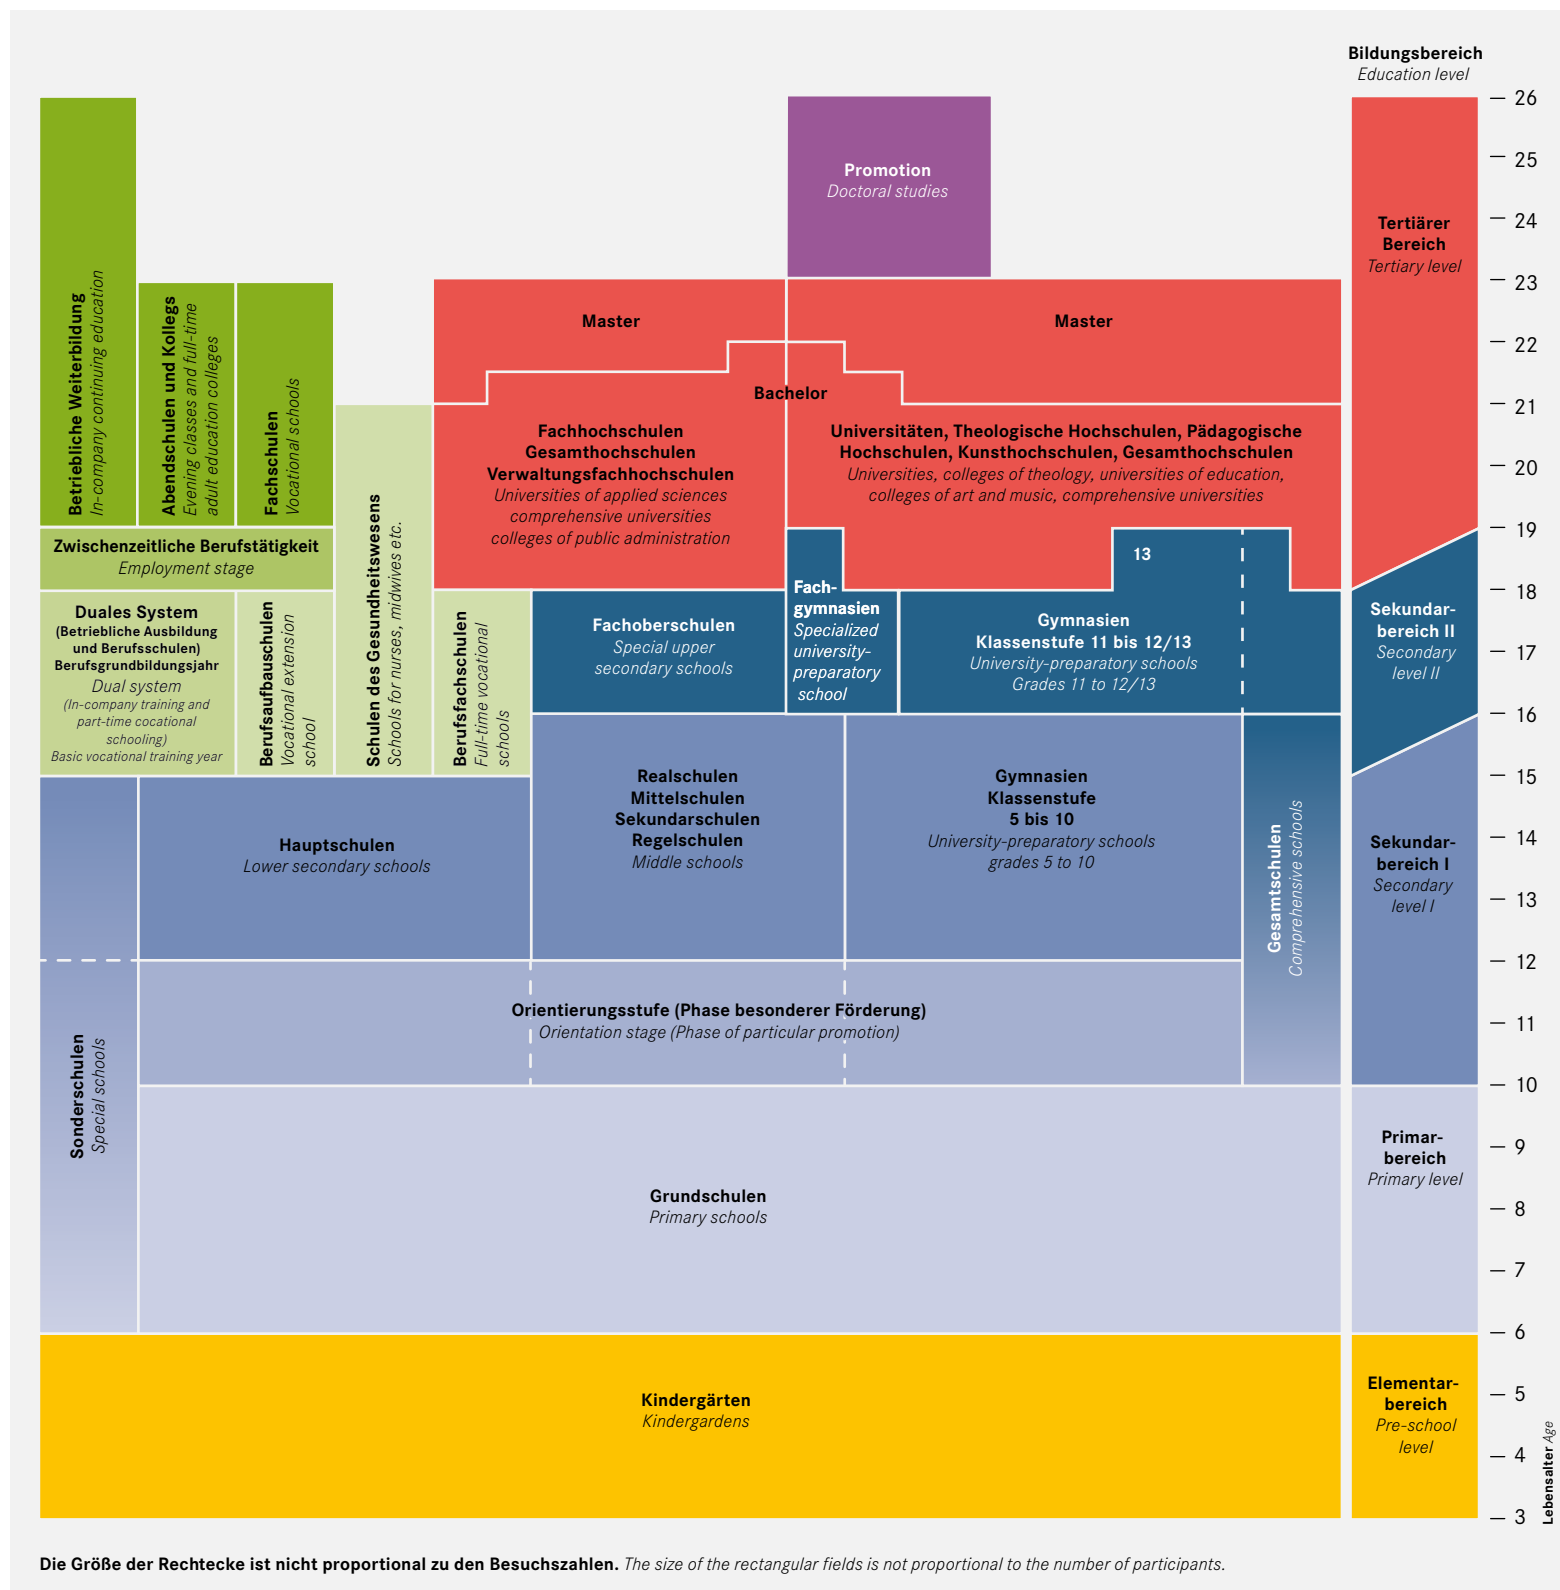 Bildungsbereich
Education level
26
25
24
23
22
21
20
19
18
17
16
15
14
13
12
11
10
9
8
7
6
5
4
3
Lebensalter Age
Promotion
Doctoral studies
Tertiärer
Bereich
Tertiary level
Betriebliche Weiterbildung
In-company continuing education
Abendschulen und Kollegs
Evening classes and full-time
adult education colleges
Fachschulen
Vocational schools
Master
Master
Bachelor
Fachhochschulen
Gesamthochschulen
Verwaltungsfachhochschulen
Universities of applied sciences
comprehensive universities
colleges of public administration
Universitäten, Theologische Hochschulen, Pädagogische
Hochschulen, Kunsthochschulen, Gesamthochschulen
Universities, colleges of theology, universities of education,
colleges of art and music, comprehensive universities
Zwischenzeitliche Berufstätigkeit
Employment stage
Duales System
(Betriebliche Ausbildung
und Berufsschulen)
Berufsgrundbildungsjahr
Dual system
(In-company training and
part-time cocational
schooling)
Basic vocational training year
Berufsaufbauschulen
Vocational extension
school
Schulen des Gesundheitswesens
Schools for nurses, midwives etc.
Berufsfachschulen
Full-time vocational
schools
Fachoberschulen
Special upper
secondary schools
Fach-
gymnasien
Specialized
university-
preparatory
school
13
Gymnasien
Klassenstufe 11 bis 12/13
University-preparatory schools
Grades 11 to 12/13
Sekundar-
bereich II
Secondary
level II
Hauptschulen
Lower secondary schools
Realschulen
Mittelschulen
Sekundarschulen
Regelschulen
Middle schools
Gymnasien
Klassenstufe
5 bis 10
University-preparatory schools
grades 5 to 10
Gesamtschulen
Comprehensive schools
Sekundar-
bereich I
Secondary
level I
Orientierungsstufe (Phase besonderer Förderung)
Orientation stage (Phase of particular promotion)
Sonderschulen
Special schools
Grundschulen
Primary schools
Primar-
bereich
Primary level
Kindergärten
Kindergardens
Elementar-
bereich
Pre-school
level
Die Größe der Rechtecke ist nicht proportional zu den Besuchszahlen. The size of the rectangular fields is not proportional to the number of participants.